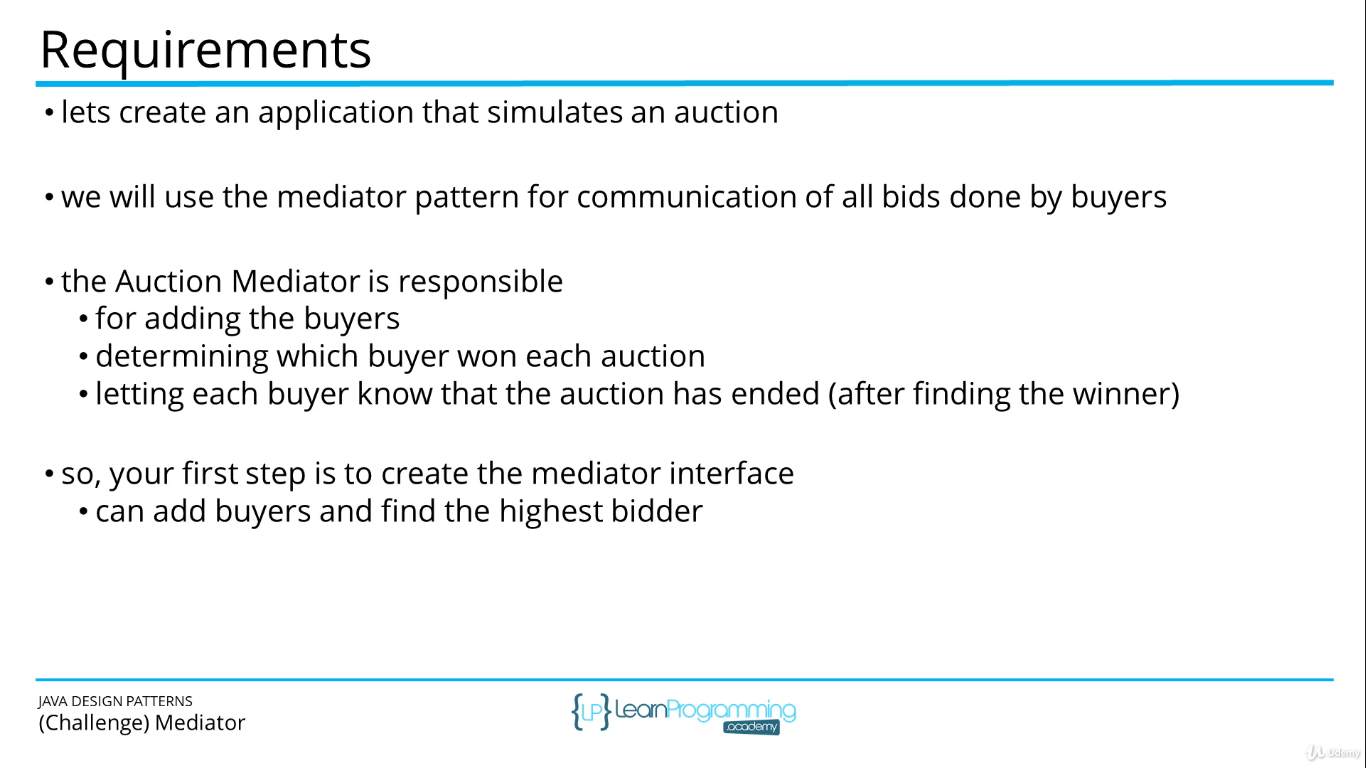 Requirements
• lets create an application that simulates an auction
• we will use the mediator pattern for communication of all bids done by buyers
• the Auction Mediator is responsible
• for adding the buyers
• determining which buyer won each auction
• letting each buyer know that the auction has ended (after finding the winner)
• so, your first step is to create the mediator interface
• can add buyers and find the highest bidder
JAVA DESIGN PATTERNS
(Challenge) Mediator
{LP} LearnProgramming
.academy
Udemy